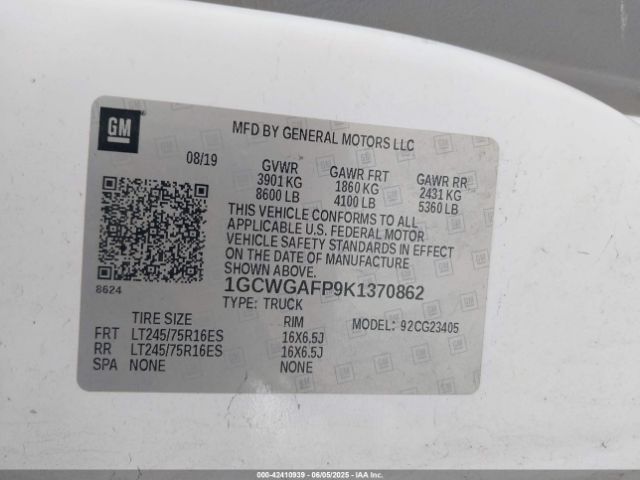 GM
MFD BY GENERAL MOTORS LLC
08/19
GVWR GAWR FRT GAWR RR
3901 KG 1860 KG 2431 KG
8600 LB 4100 LB 5360 LB
THIS VEHICLE CONFORMS TO ALL
APPLICABLE U.S. FEDERAL MOTOR
VEHICLE SAFETY STANDARDS IN EFFECT
ON THE DATE OF MANUFACTURE
SHOWN ABOVE.
8624
1GCWGAFP9K1370862
TYPE: TRUCK
TIRE SIZE RIM MODEL: 92CG23405
FRT LT245/75R16ES 16X6.5J
RR LT245/75R16ES 16X6.5J
SPA NONE NONE
000-42410939 - 06/05/2025 - IAA Inc.